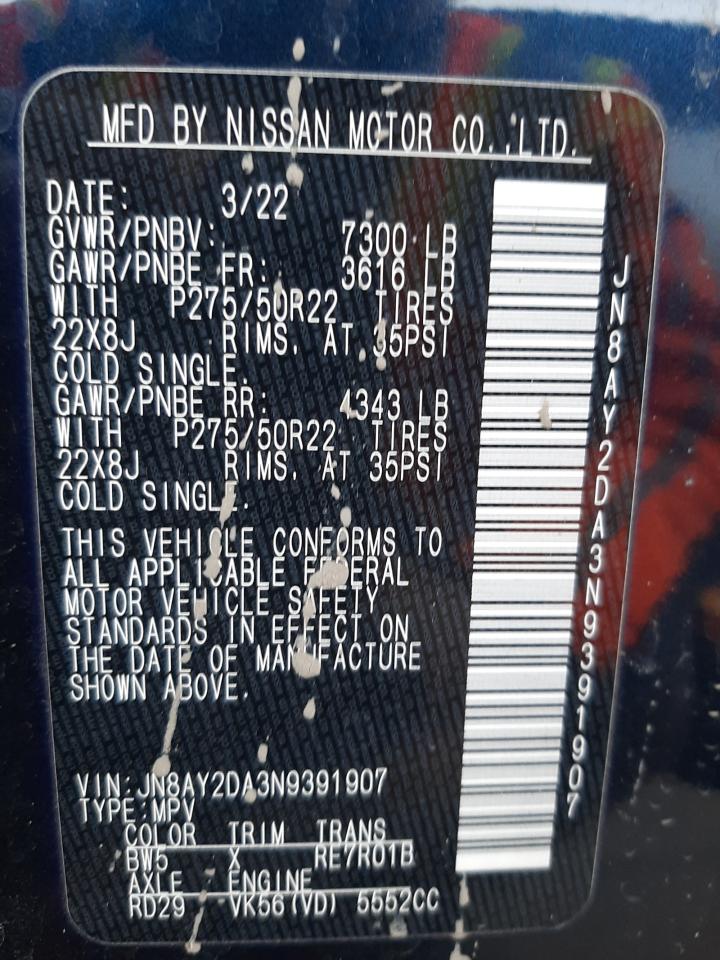 MFD BY NISSAN MOTOR CO.,LTD.
DATE: 3/22
GVWR/PNBV: 7300 LB
GAWR/PNBE FR: 3616 LB
WITH P275/50R22 TIRES
22X8J RIMS. AT 35PSI
COLD SINGLE.
GAWR/PNBE RR: 4343 LB
WITH P275/50R22 TIRES
22X8J RIMS. AT 35PSI
COLD SINGLE.
THIS VEHICLE CONFORMS TO
ALL APPLICABLE FEDERAL
MOTOR VEHICLE SAFETY
STANDARDS IN EFFECT ON
THE DATE OF MANUFACTURE
SHOWN ABOVE.
VIN:JN8AY2DA3N9391907
TYPE:MPV
COLOR TRIM TRANS
BW5 X RE7R01B
AXLE ENGINE
RD29 VK56(VD) 5552CC
JN8AY2DA3N9391907